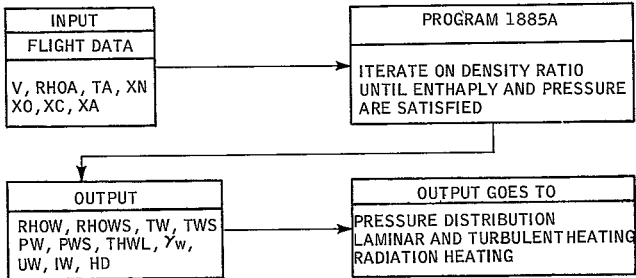 INPUT
FLIGHT DATA
V, RHOA, TA, XN
XO, XC, XA
PROGRAM 1885A
ITERATE ON DENSITY RATIO
UNTIL ENTHAPLY AND PRESSURE
ARE SATISFIED
OUTPUT
RHOW, RHOWS, TW, TWS
PW, PWS, THWL, γw,
UW, IW, HD
OUTPUT GOES TO
PRESSURE DISTRIBUTION
LAMINAR AND TURBULENT HEATING
RADIATION HEATING